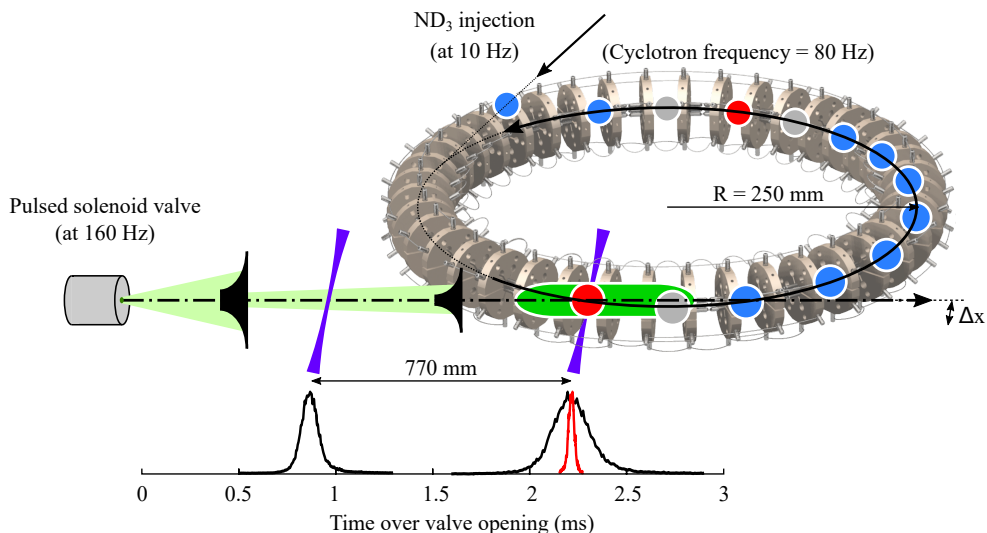 ND₃ injection
(at 10 Hz)
(Cyclotron frequency = 80 Hz)
Pulsed solenoid valve
(at 160 Hz)
R = 250 mm
Δx
770 mm
0 0.5 1 1.5 2 2.5 3
Time over valve opening (ms)